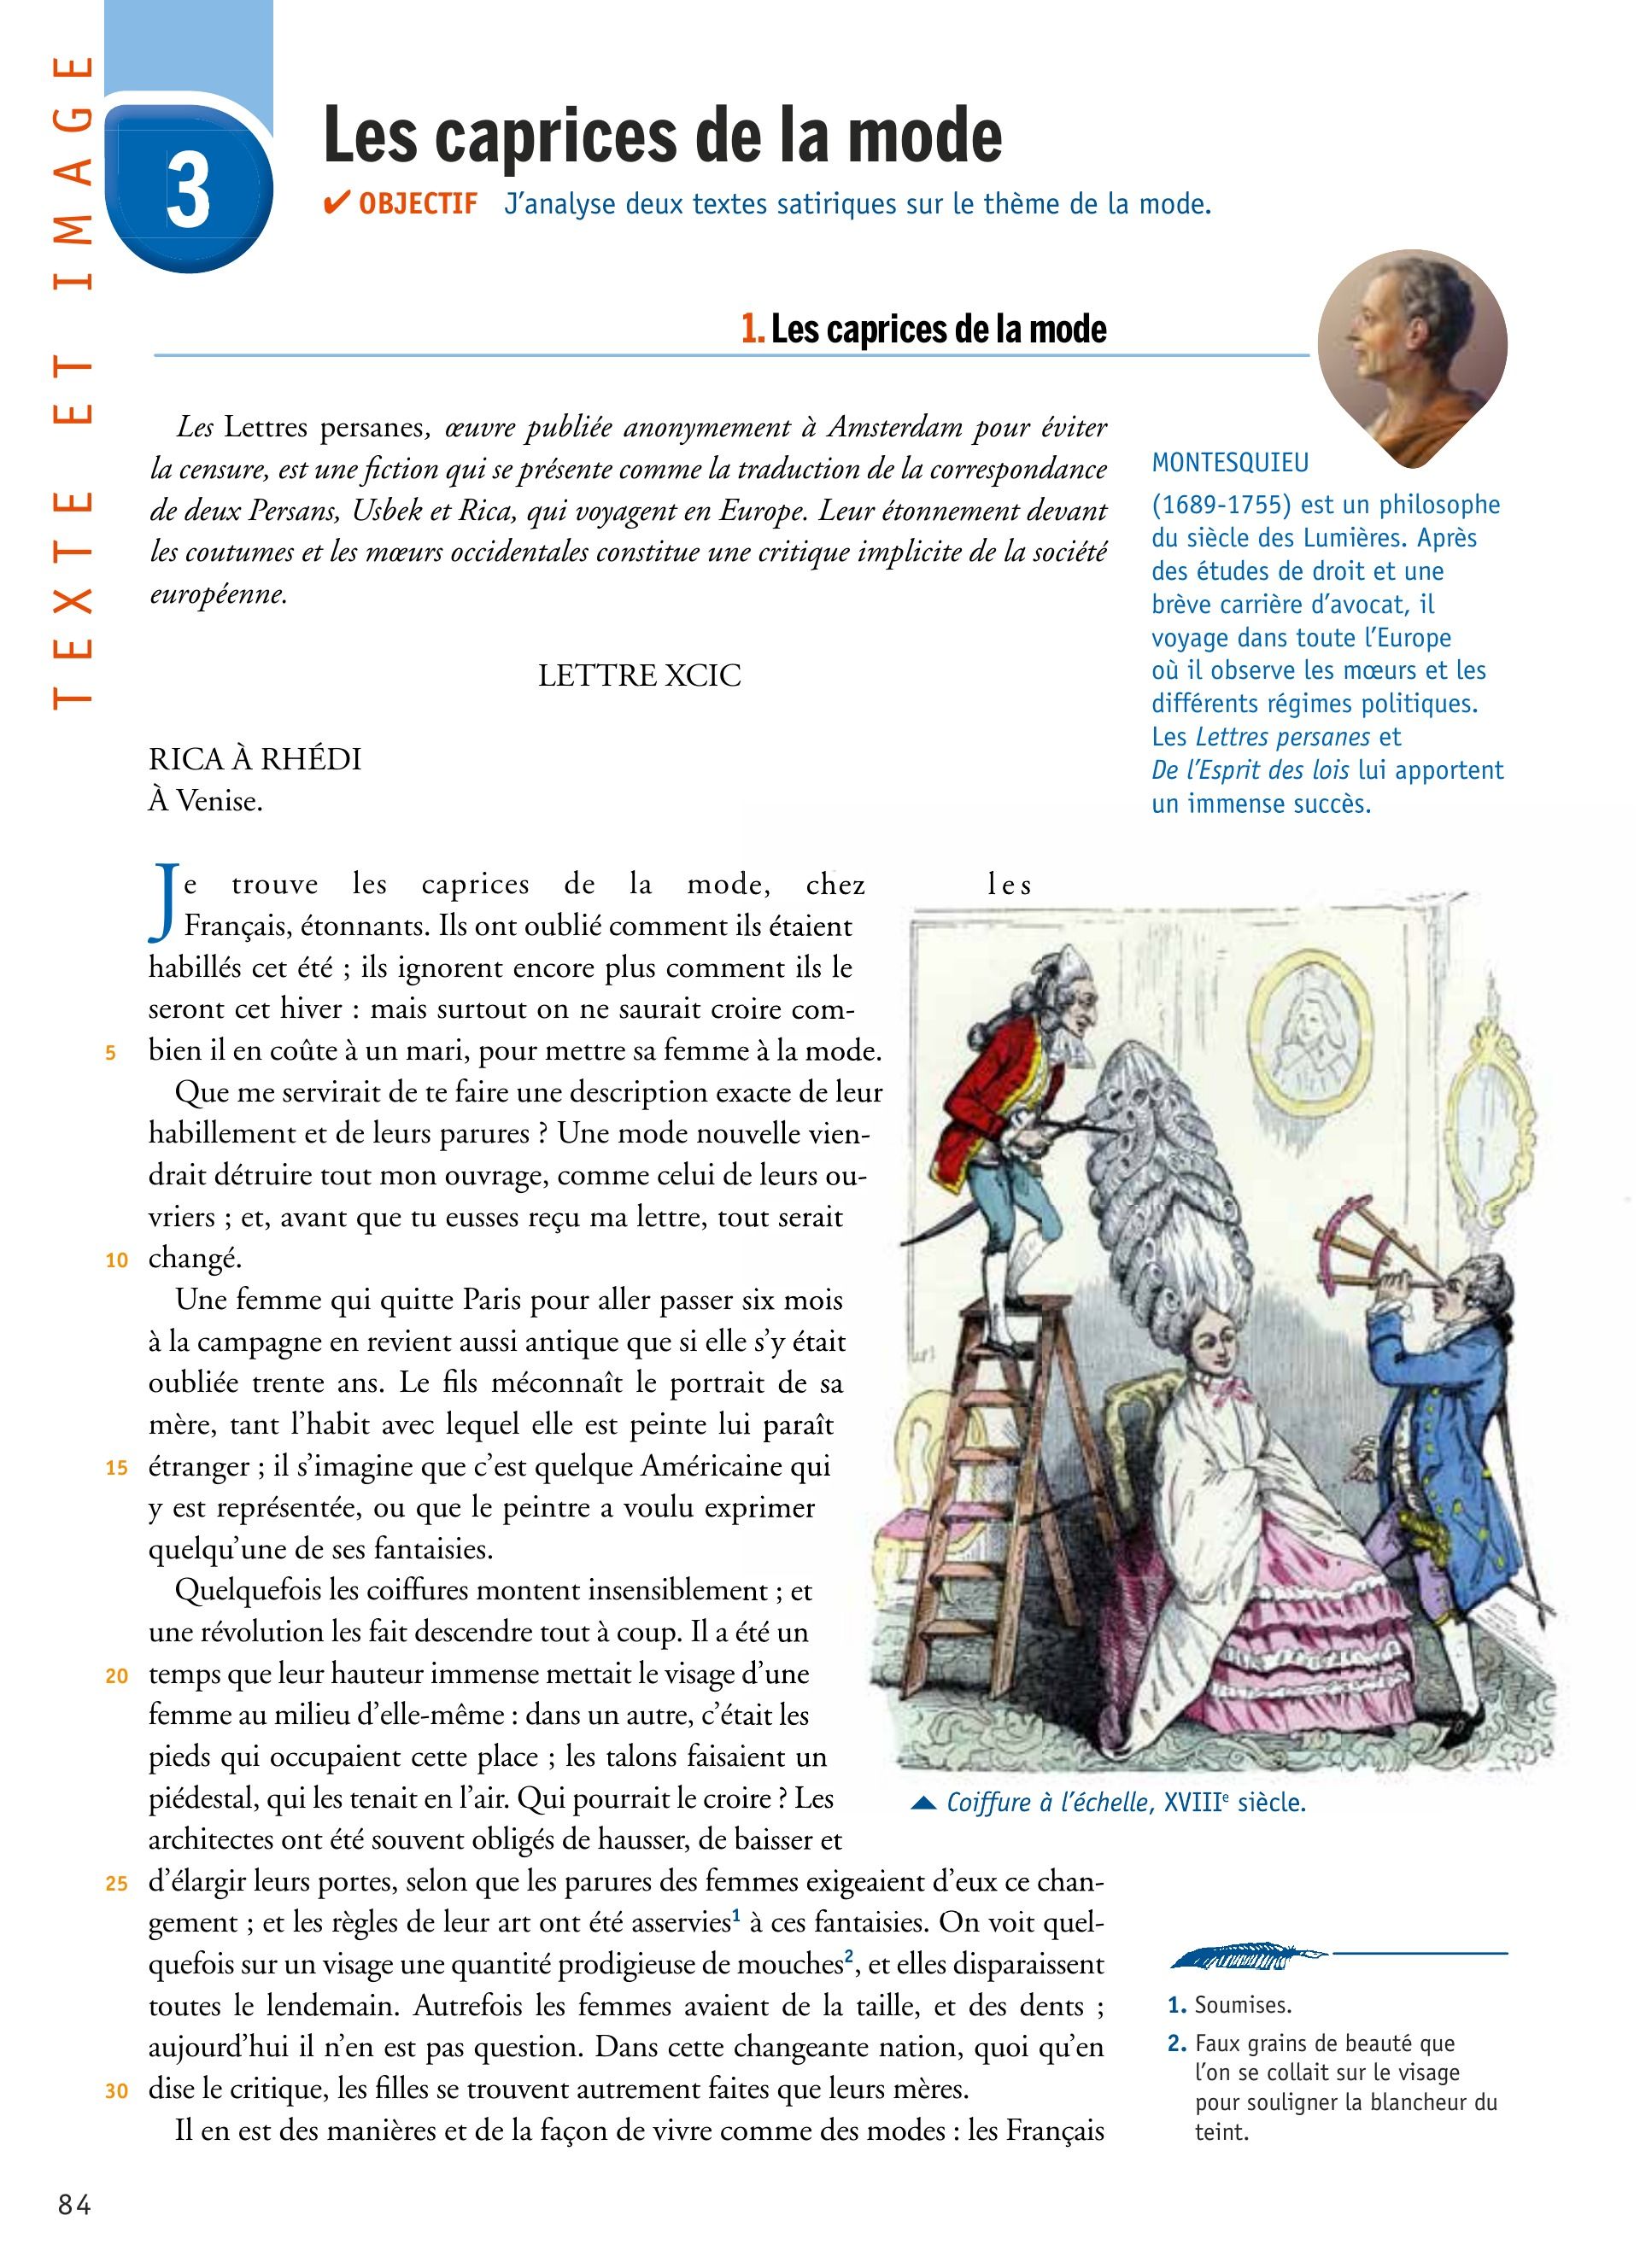 TEXTE ET IMAGE
3
Les caprices de la mode
✔ OBJECTIF J’analyse deux textes satiriques sur le thème de la mode.
1. Les caprices de la mode
Les Lettres persanes, œuvre publiée anonymement à Amsterdam pour éviter
la censure, est une fiction qui se présente comme la traduction de la correspondance
de deux Persans, Usbek et Rica, qui voyagent en Europe. Leur étonnement devant
les coutumes et les mœurs occidentales constitue une critique implicite de la société
européenne.
MONTESQUIEU
(1689-1755) est un philosophe
du siècle des Lumières. Après
des études de droit et une
brève carrière d’avocat, il
voyage dans toute l’Europe
où il observe les mœurs et les
différents régimes politiques.
Les Lettres persanes et
De l’Esprit des lois lui apportent
un immense succès.
LETTRE XCIC
RICA À RHÉDI
À Venise.
Je trouve les caprices de la mode, chez les
Français, étonnants. Ils ont oublié comment ils étaient
habillés cet été ; ils ignorent encore plus comment ils le
seront cet hiver : mais surtout on ne saurait croire com-
5 bien il en coûte à un mari, pour mettre sa femme à la mode.
Que me servirait de te faire une description exacte de leur
habillement et de leurs parures ? Une mode nouvelle vien-
drait détruire tout mon ouvrage, comme celui de leurs ou-
vriers ; et, avant que tu eusses reçu ma lettre, tout serait
10 changé.
Une femme qui quitte Paris pour aller passer six mois
à la campagne en revient aussi antique que si elle s’y était
oubliée trente ans. Le fils méconnaît le portrait de sa
mère, tant l’habit avec lequel elle est peinte lui paraît
15 étranger ; il s’imagine que c’est quelque Américaine qui
y est représentée, ou que le peintre a voulu exprimer
quelqu’une de ses fantaisies.
Quelquefois les coiffures montent insensiblement ; et
une révolution les fait descendre tout à coup. Il a été un
20 temps que leur hauteur immense mettait le visage d’une
femme au milieu d’elle-même : dans un autre, c’était les
pieds qui occupaient cette place ; les talons faisaient un
piédestal, qui les tenait en l’air. Qui pourrait le croire ? Les
architectes ont été souvent obligés de hausser, de baisser et
25 d’élargir leurs portes, selon que les parures des femmes exigeaient d’eux ce chan-
gement ; et les règles de leur art ont été asservies1 à ces fantaisies. On voit quel-
quefois sur un visage une quantité prodigieuse de mouches2, et elles disparaissent
toutes le lendemain. Autrefois les femmes avaient de la taille, et des dents ;
aujourd’hui il n’en est pas question. Dans cette changeante nation, quoi qu’en
30 dise le critique, les filles se trouvent autrement faites que leurs mères.
Il en est des manières et de la façon de vivre comme des modes : les Français
▲ Coiffure à l’échelle, XVIIIe siècle.
1. Soumises.
2. Faux grains de beauté que
l’on se collait sur le visage
pour souligner la blancheur du
teint.
84